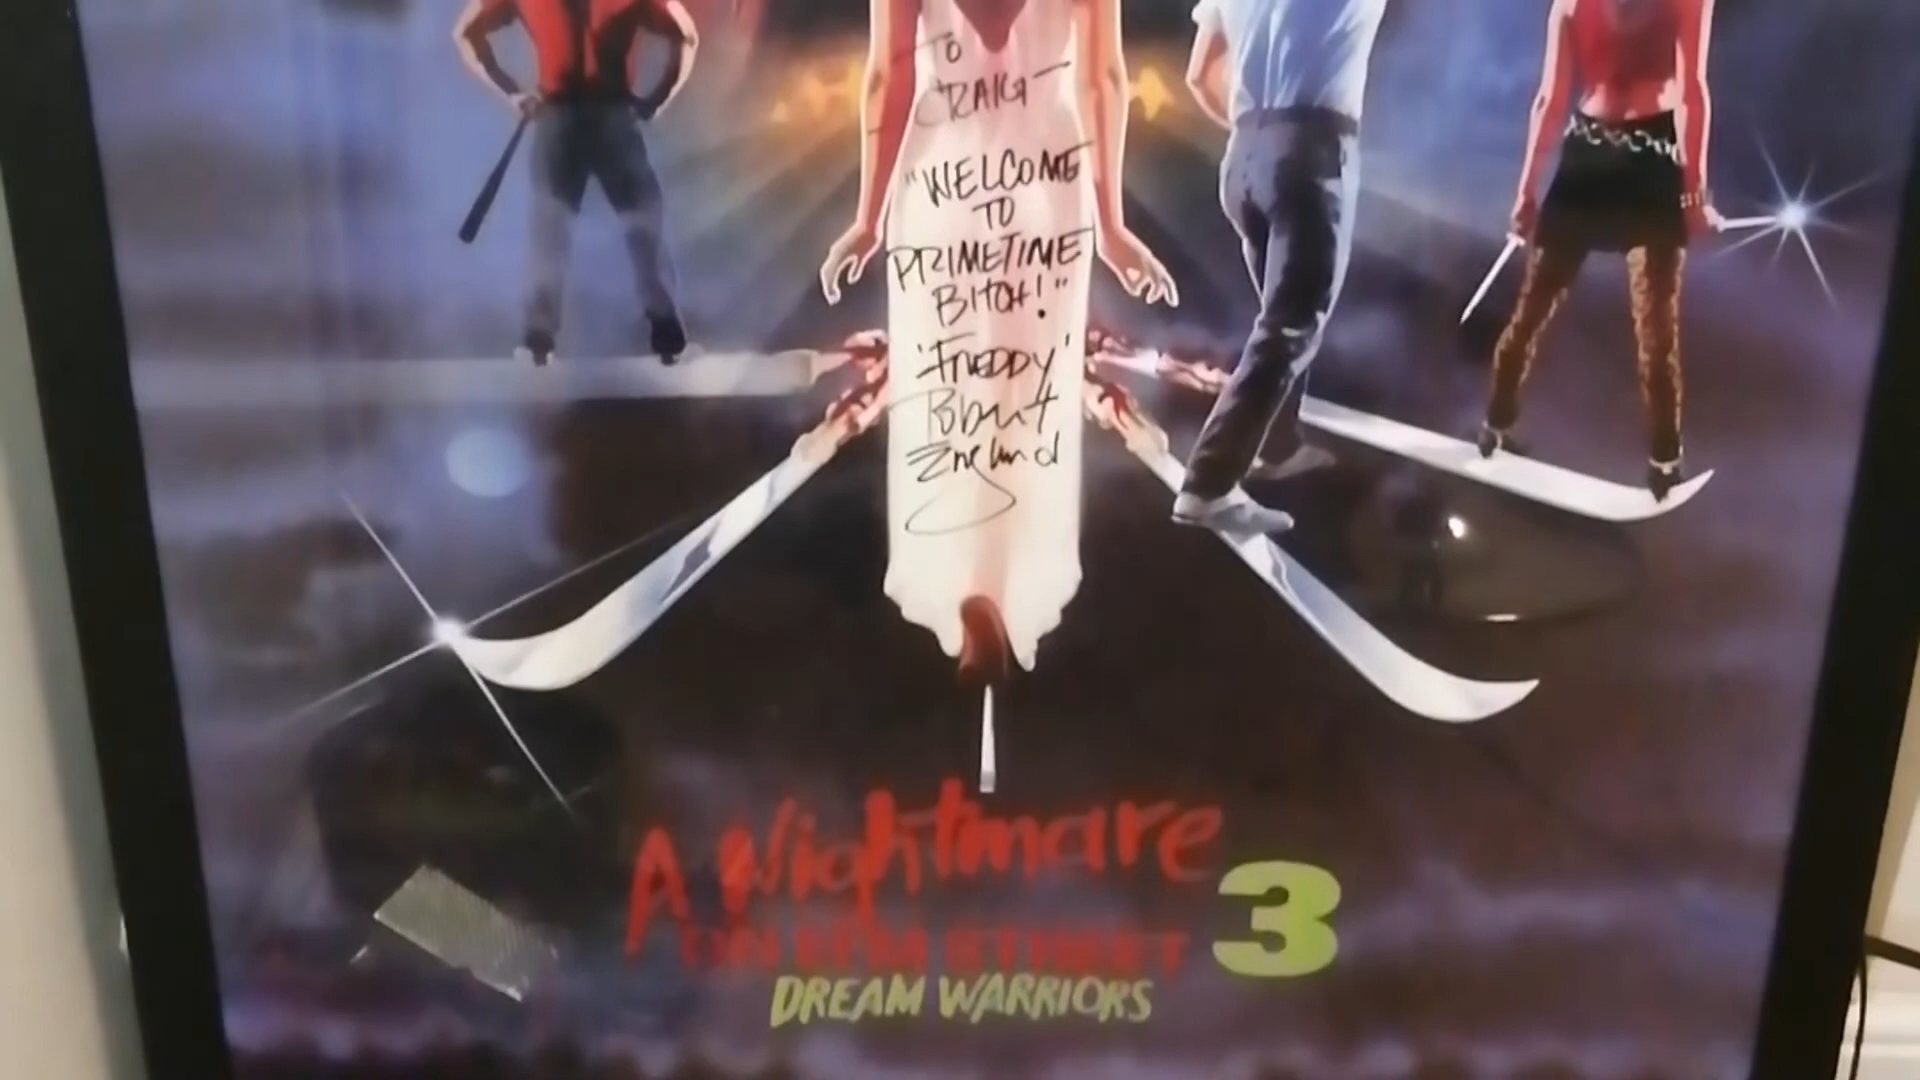 TO
CRAIG—
"WELCOME
TO
PRIMETIME
BITCH!"
'FREDDY'
Robert
Englund
A Nightmare
ON ELM STREET 3
DREAM WARRIORS